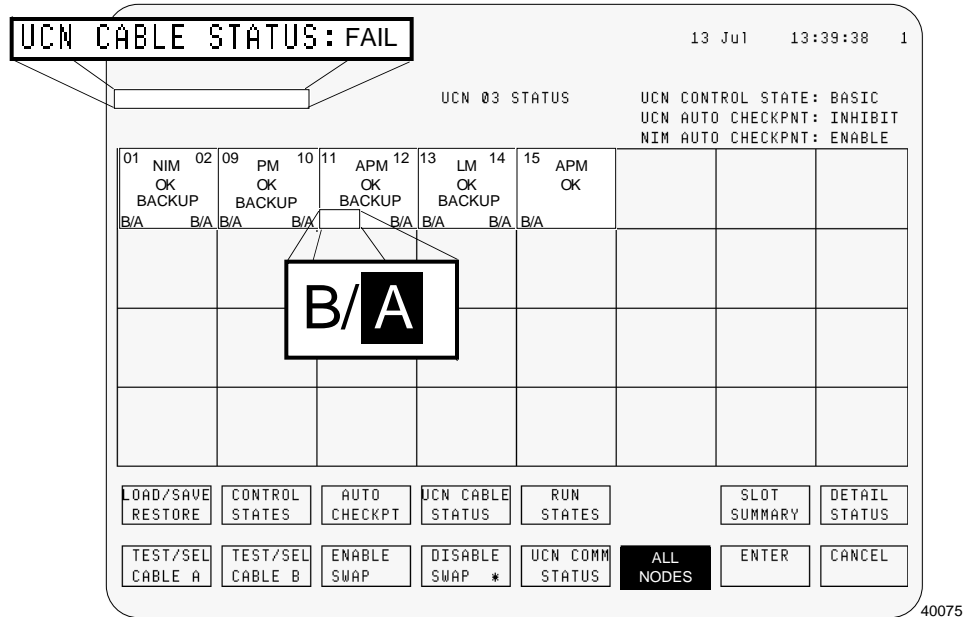 UCN CABLE STATUS: FAIL
13 Jul 13:39:38 1
UCN 03 STATUS
UCN CONTROL STATE: BASIC
UCN AUTO CHECKPNT: INHIBIT
NIM AUTO CHECKPNT: ENABLE
01 NIM 02
OK
BACKUP
B/A B/A
09 PM 10
OK
BACKUP
B/A B/A
11 APM 12
OK
BACKUP
B/A
13 LM 14
OK
BACKUP
B/A B/A
15 APM
OK
B/A
B/A
LOAD/SAVE
RESTORE
CONTROL
STATES
AUTO
CHECKPT
UCN CABLE
STATUS
RUN
STATES
SLOT
SUMMARY
DETAIL
STATUS
TEST/SEL
CABLE A
TEST/SEL
CABLE B
ENABLE
SWAP
DISABLE
SWAP *
UCN COMM
STATUS
ALL
NODES
ENTER
CANCEL
40075